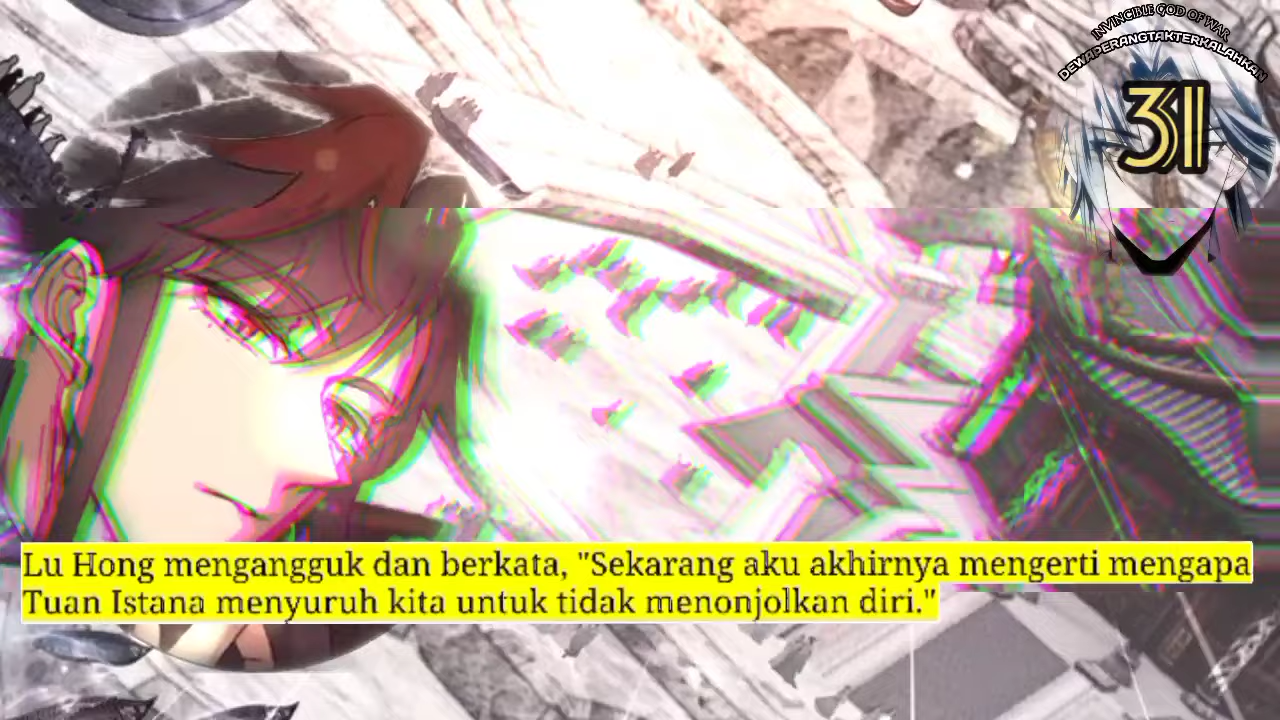 INVINCIBLE GOD OF WAR
DEWAPERANGTAKTERKALAHKAN
31
Lu Hong mengangguk dan berkata, "Sekarang aku akhirnya mengerti mengapa
Tuan Istana menyuruh kita untuk tidak menonjolkan diri."